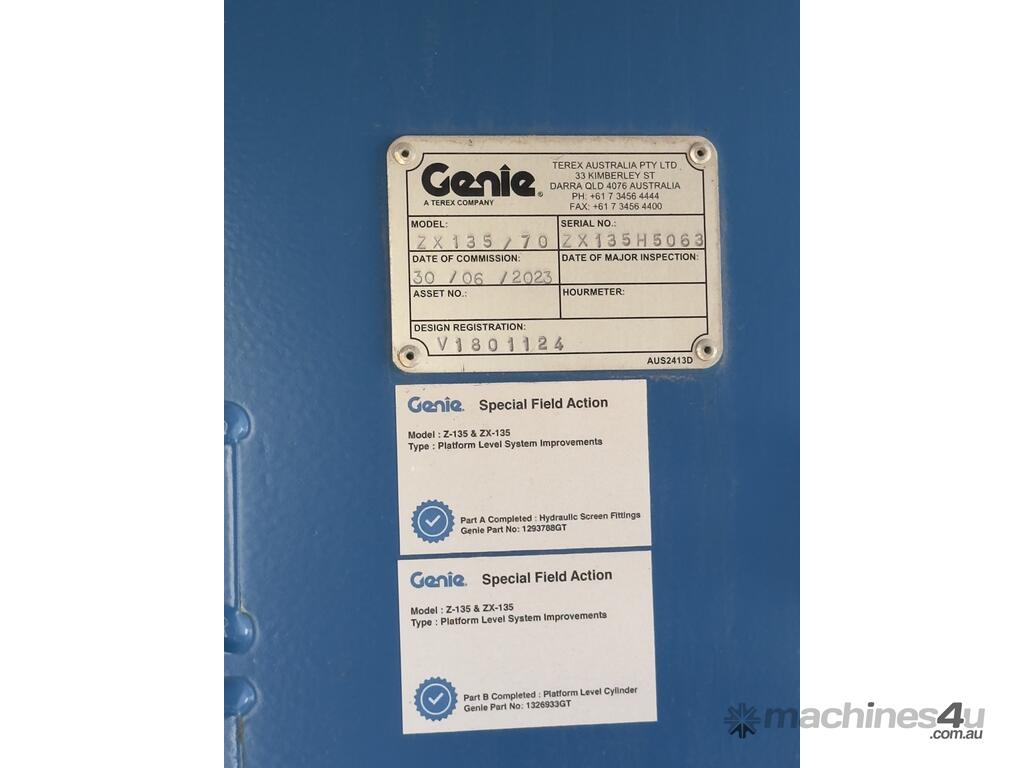 Genie®
A TEREX COMPANY
TEREX AUSTRALIA PTY LTD
33 KIMBERLEY ST
DARRA QLD 4076 AUSTRALIA
PH: +61 7 3456 4444
FAX: +61 7 3456 4400
MODEL:
ZX135/70
SERIAL NO.:
ZX135H5063
DATE OF COMMISSION:
30 / 06 / 2023
DATE OF MAJOR INSPECTION:
ASSET NO.:
HOURMETER:
DESIGN REGISTRATION:
V1801124
AUS2413D
Genie. Special Field Action
Model : Z-135 & ZX-135
Type : Platform Level System Improvements
Part A Completed : Hydraulic Screen Fittings
Genie Part No: 1293788GT
Genie. Special Field Action
Model : Z-135 & ZX-135
Type : Platform Level System Improvements
Part B Completed : Platform Level Cylinder
Genie Part No: 1326933GT
machines4u
.com.au